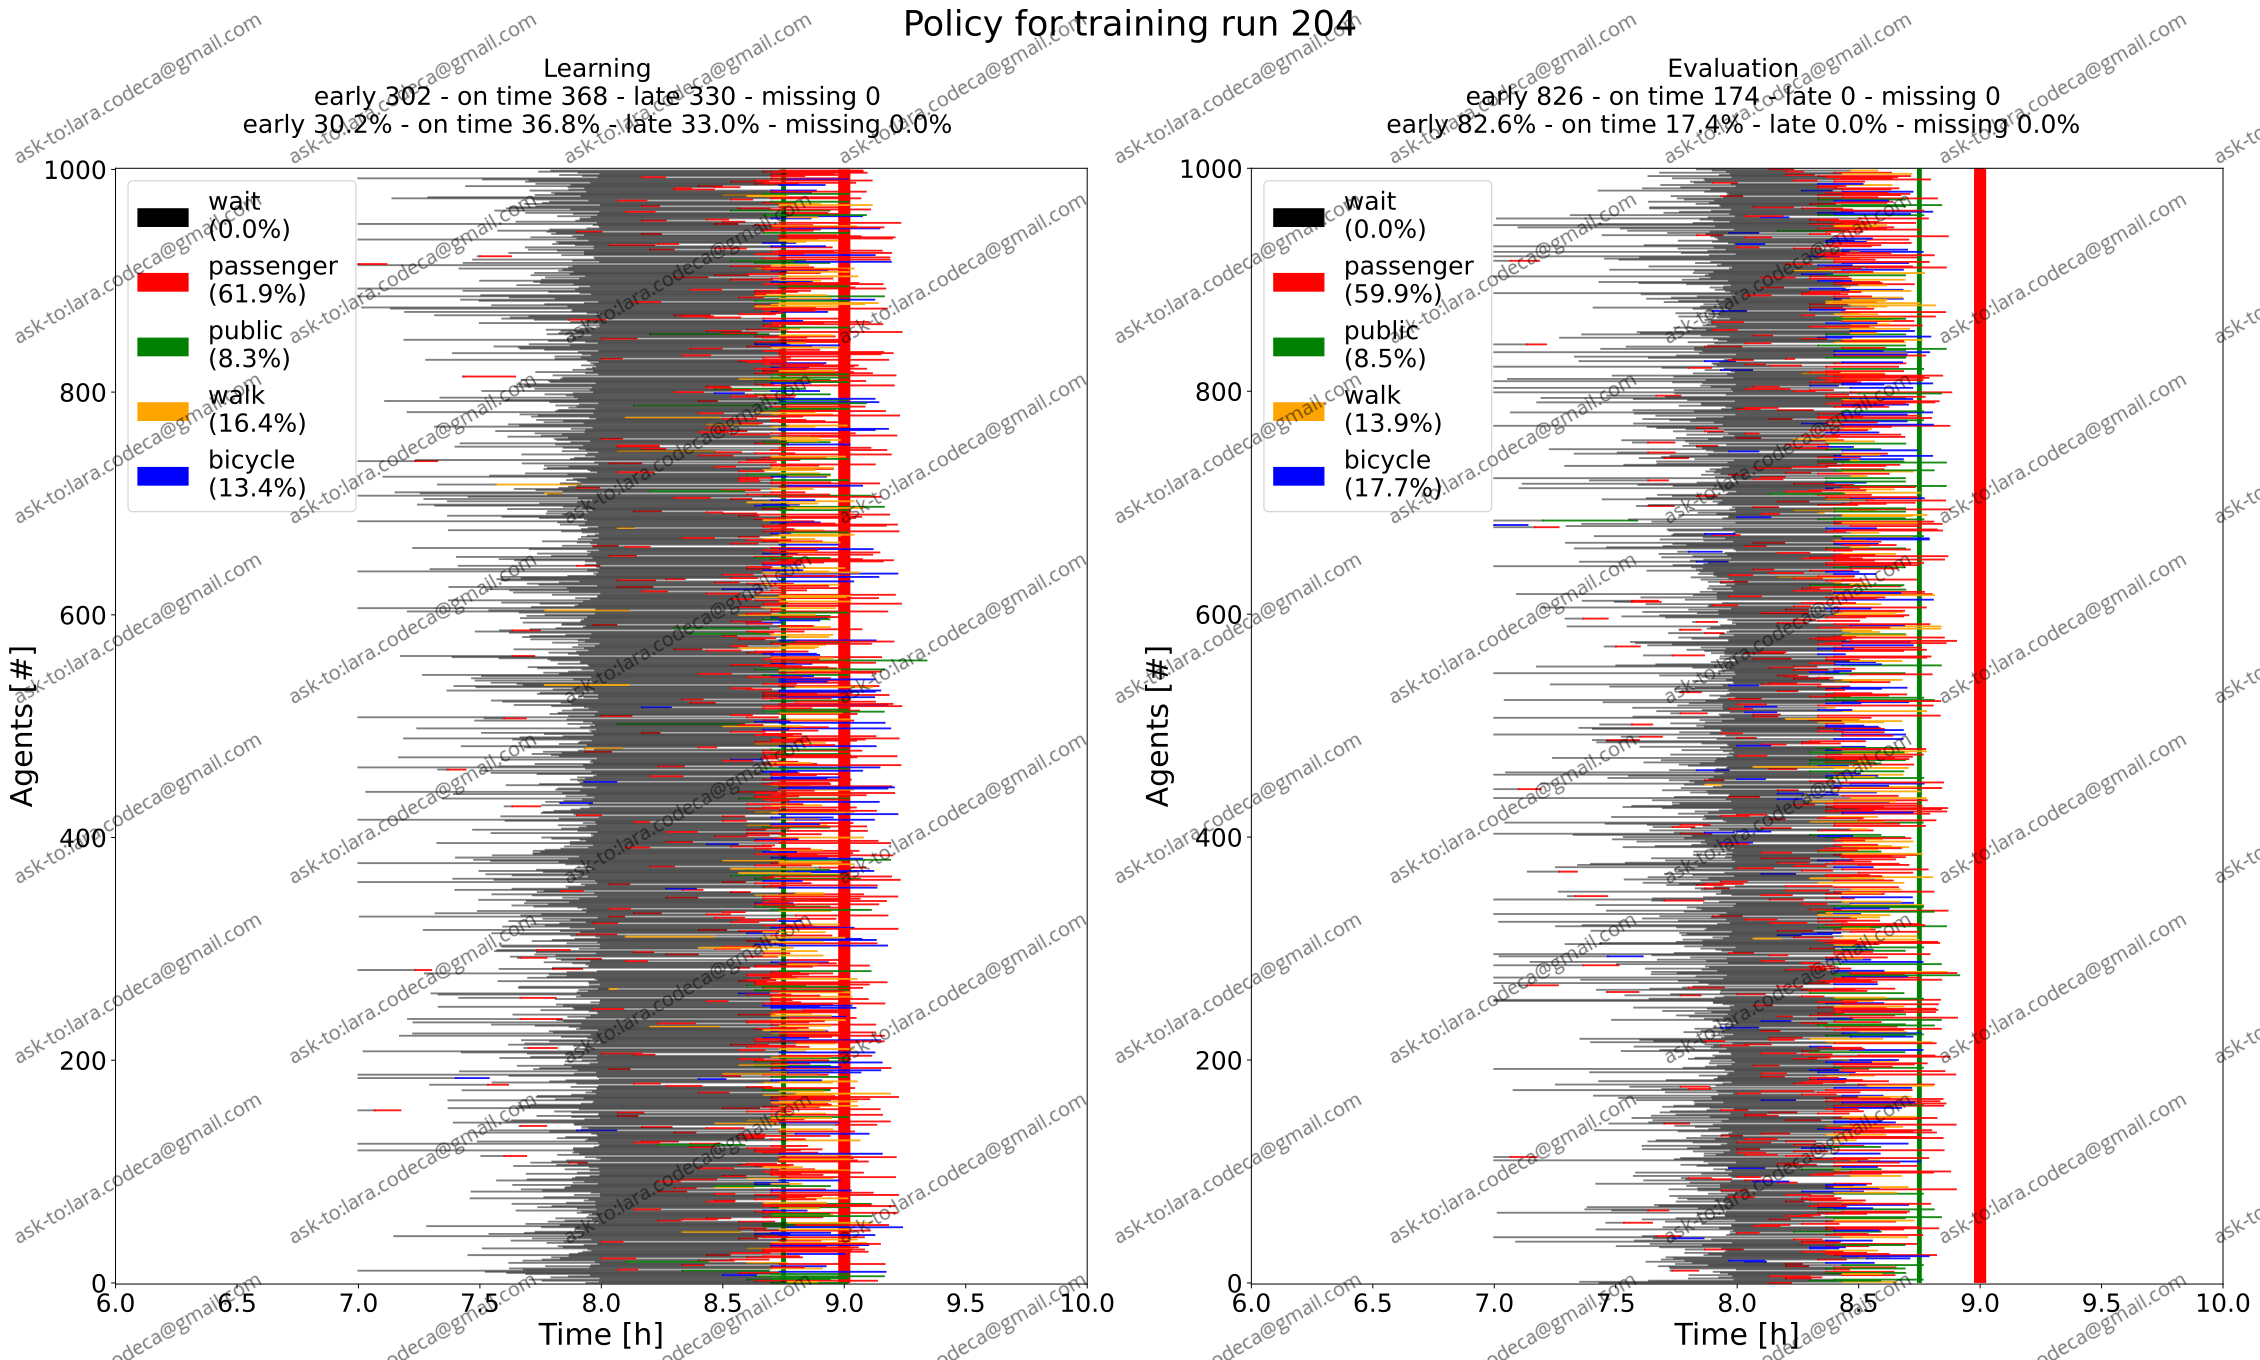 Policy for training run 204
Learning
early 302 - on time 368 - late 330 - missing 0
early 30.2% - on time 36.8% - late 33.0% - missing 0.0%
Evaluation
early 826 - on time 174 - late 0 - missing 0
early 82.6% - on time 17.4% - late 0.0% - missing 0.0%
Agents [#]
1000
800
600
400
200
0
wait
(0.0%)
passenger
(61.9%)
public
(8.3%)
walk
(16.4%)
bicycle
(13.4%)
6.0 6.5 7.0 7.5 8.0 8.5 9.0 9.5 10.0
Time [h]
Agents [#]
1000
800
600
400
200
0
wait
(0.0%)
passenger
(59.9%)
public
(8.5%)
walk
(13.9%)
bicycle
(17.7%)
6.0 6.5 7.0 7.5 8.0 8.5 9.0 9.5 10.0
Time [h]
ask-to:lara.codeca@gmail.com